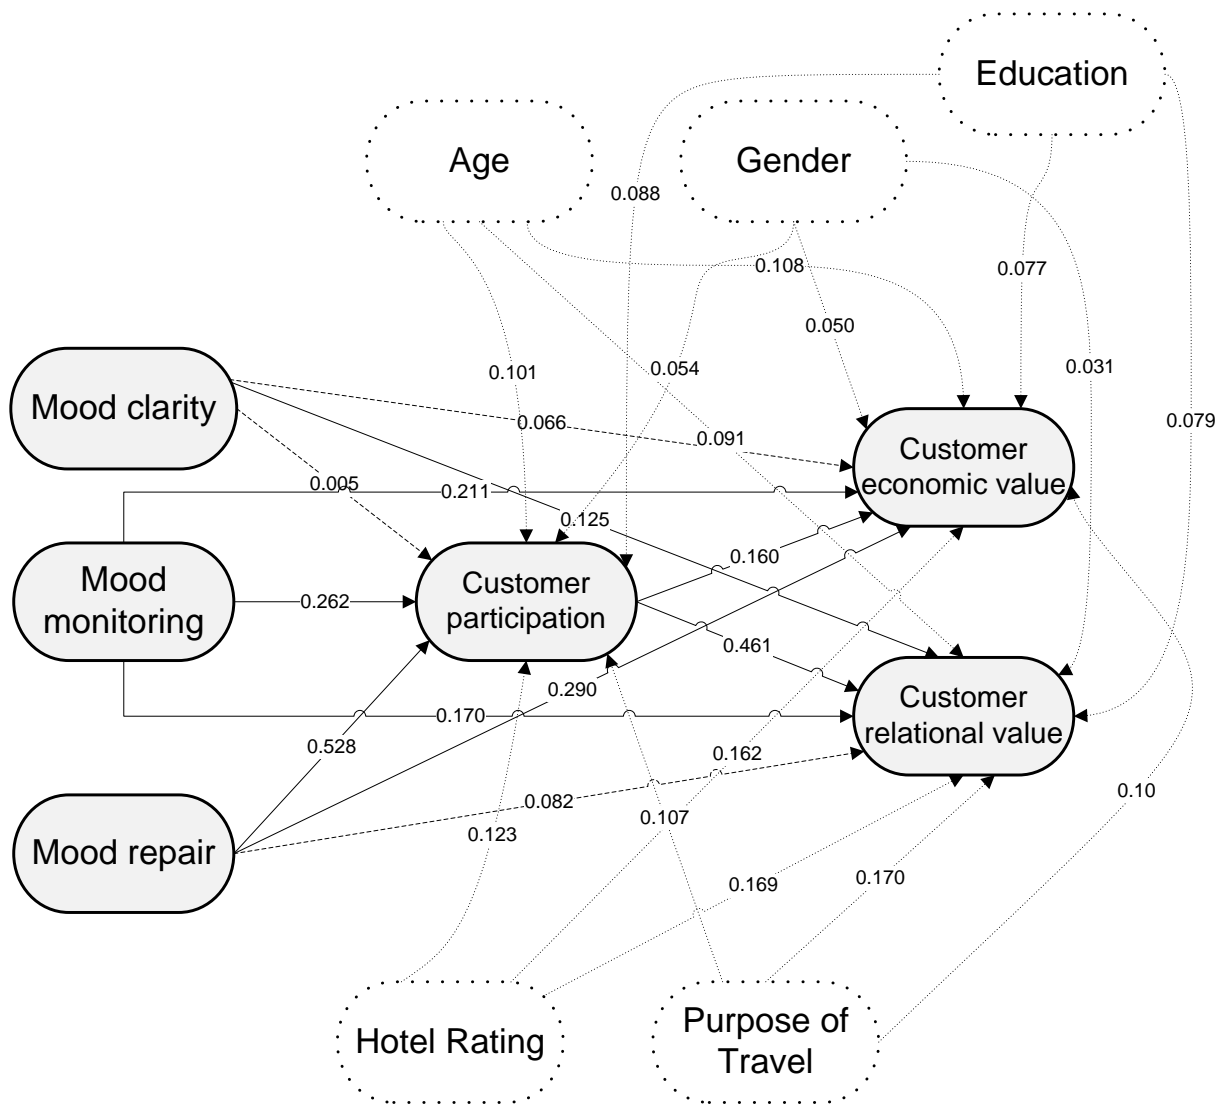 Education
Age
Gender
0.088
0.108
0.077
0.050
0.101
0.054
0.031
Mood clarity
0.066
0.091
0.079
Customer
economic value
0.005
0.211
0.125
0.160
Mood
monitoring
0.262
Customer
participation
0.461
0.290
Customer
relational value
0.170
0.528
0.162
0.082
0.107
0.10
Mood repair
0.123
0.169
0.170
Hotel Rating
Purpose of
Travel